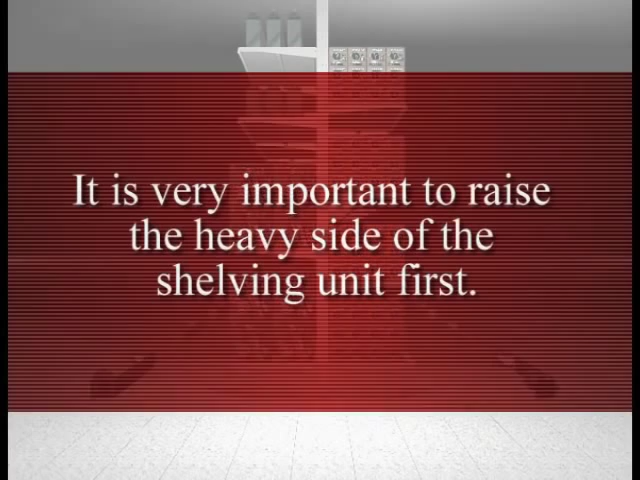 It is very important to raise
the heavy side of the
shelving unit first.